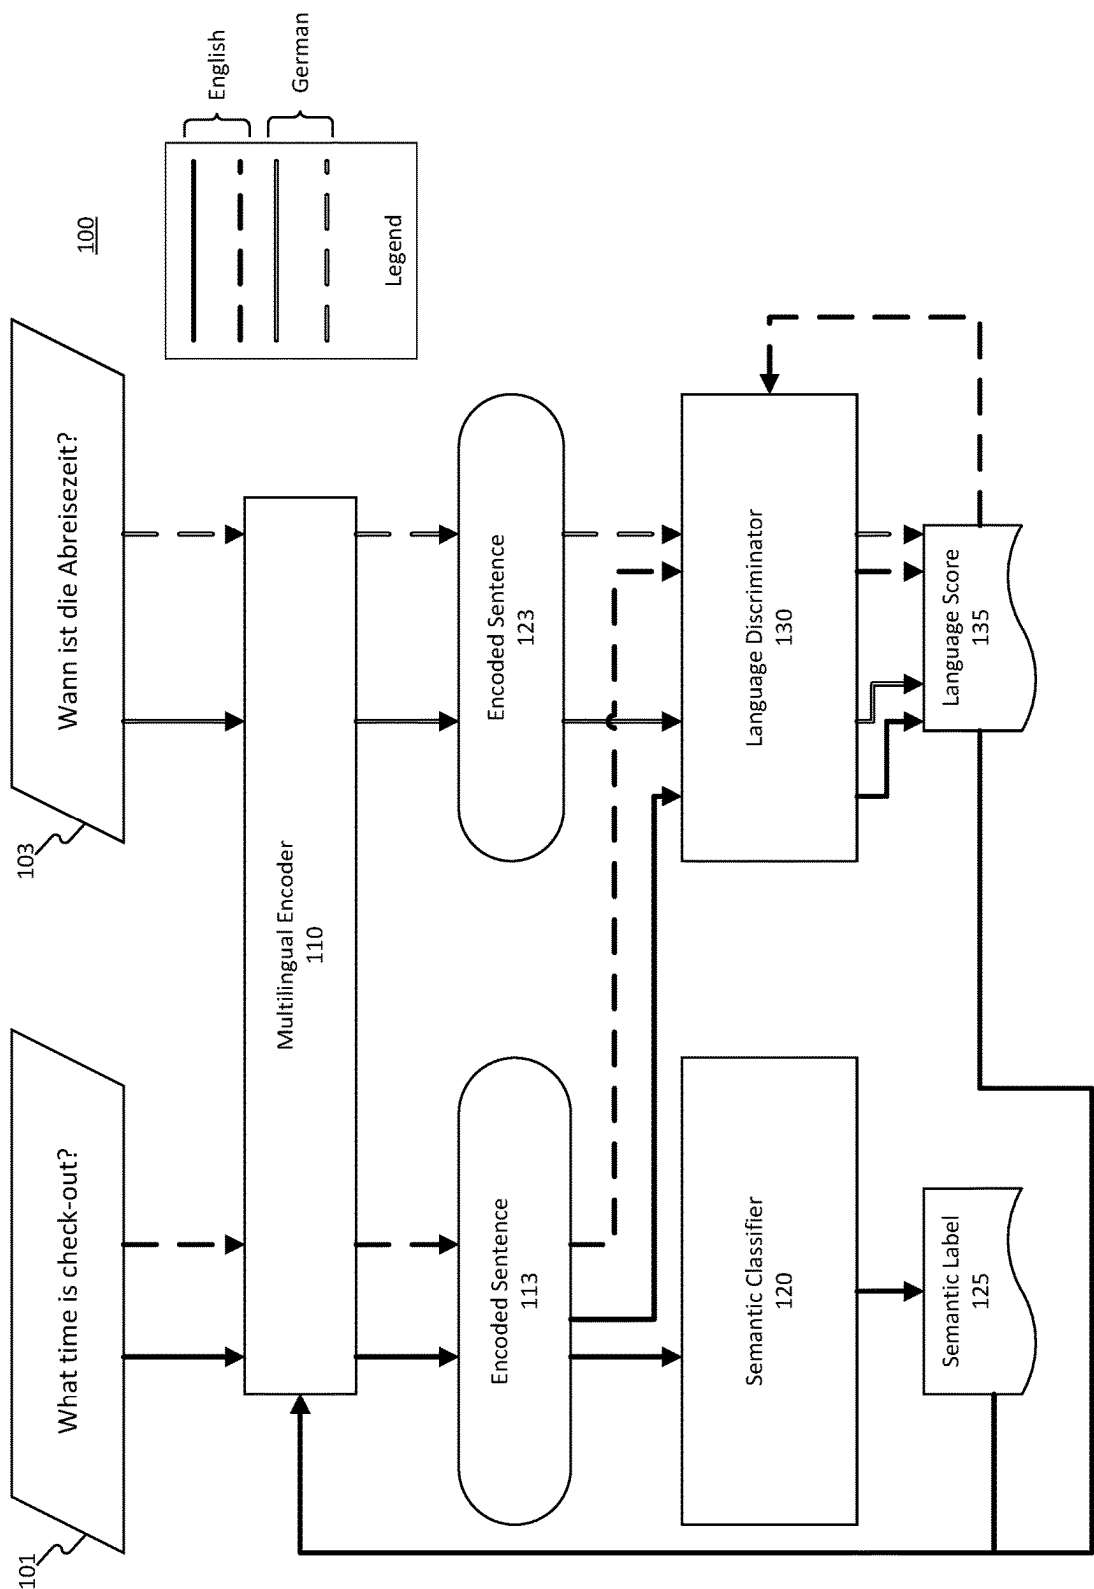 100
101
What time is check-out?
103
Wann ist die Abreisezeit?
English
German
Legend
Multilingual Encoder
110
Encoded Sentence
113
Encoded Sentence
123
Semantic Classifier
120
Language Discriminator
130
Semantic Label
125
Language Score
135